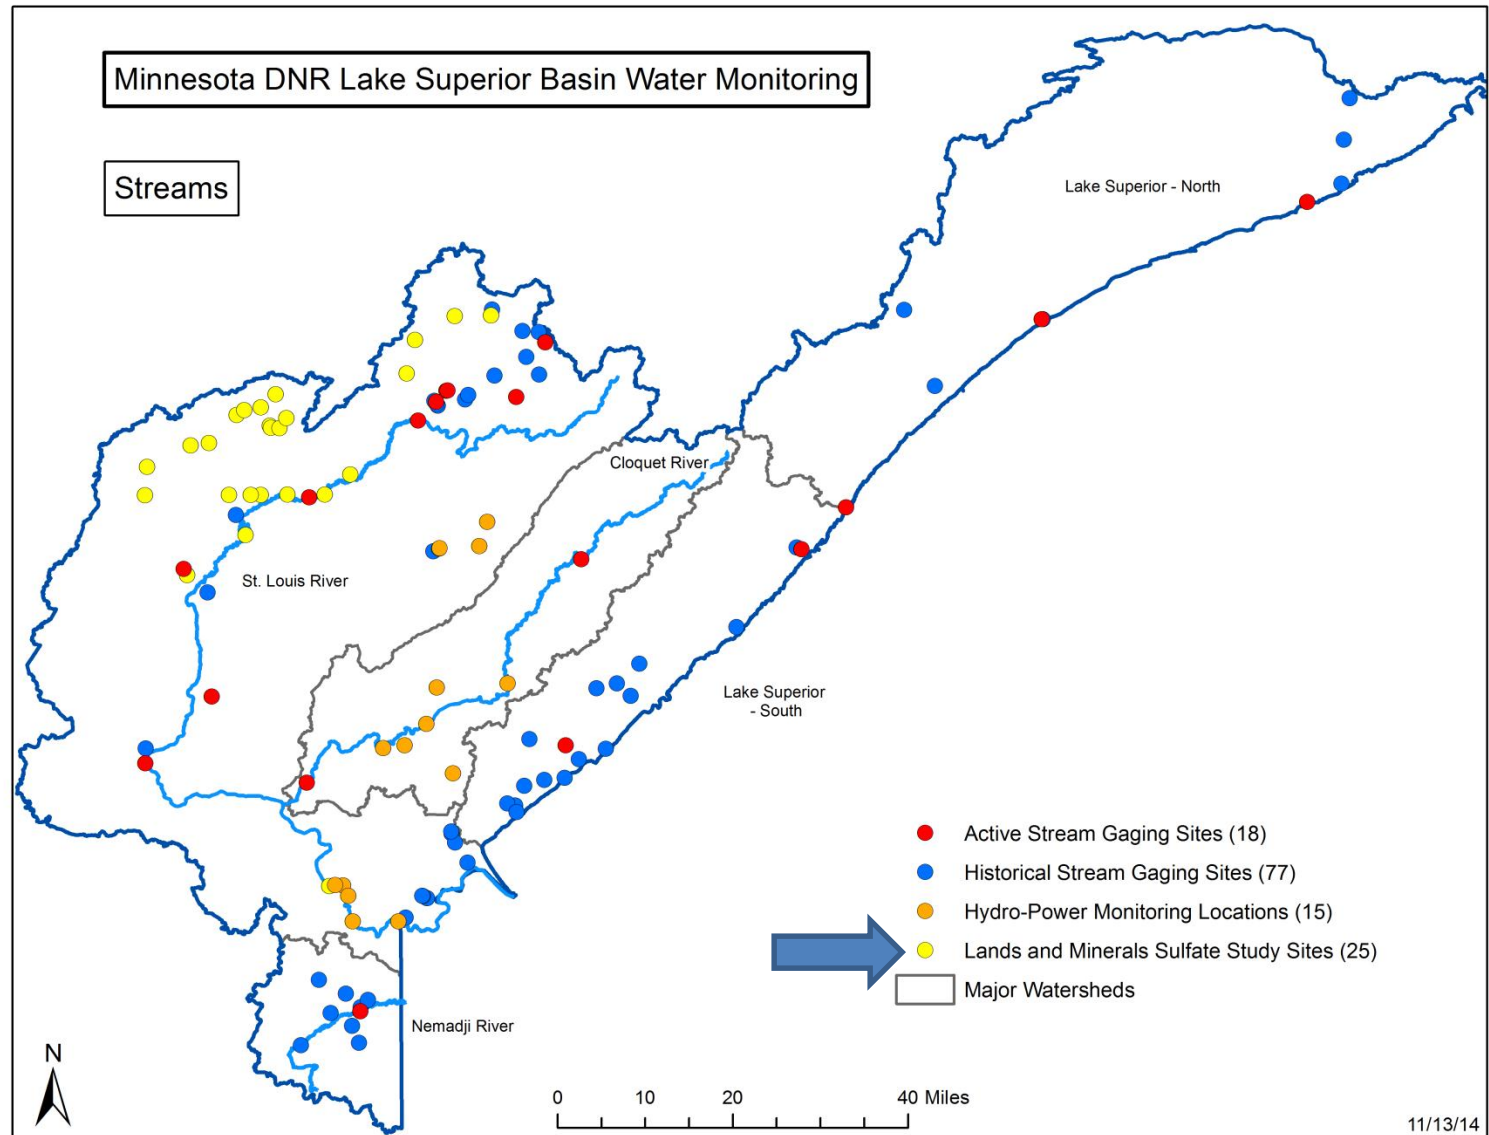 Minnesota DNR Lake Superior Basin Water Monitoring
Streams
Lake Superior - North
Cloquet River
St. Louis River
Lake Superior
- South
Active Stream Gaging Sites (18)
Historical Stream Gaging Sites (77)
Hydro-Power Monitoring Locations (15)
Lands and Minerals Sulfate Study Sites (25)
Major Watersheds
Nemadji River
N
0 10 20 40 Miles
11/13/14